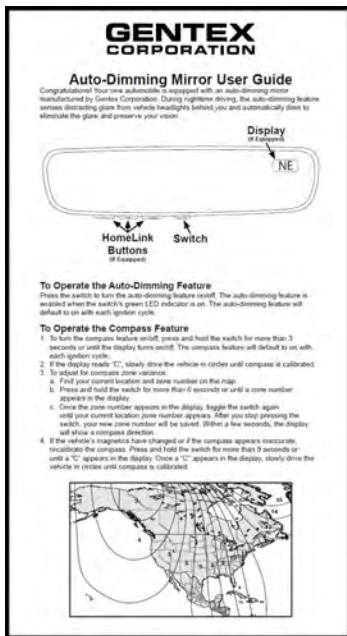 GENTEX
CORPORATION
Auto-Dimming Mirror User Guide
Congratulations! Your new automobile is equipped with an auto-dimming mirror
manufactured by Gentex Corporation. During nighttime driving, the auto-dimming feature
senses distracting glare from vehicle headlights behind you and automatically dims to
eliminate the glare and preserve your vision.
Display
(If Equipped)
NE
HomeLink
Buttons
(If Equipped)
Switch
To Operate the Auto-Dimming Feature
Press the switch to turn the auto-dimming feature on/off. The auto-dimming feature is
enabled when the switch's green LED indicator is on. The auto-dimming feature will
default to on with each ignition cycle.
To Operate the Compass Feature
1. To turn the compass feature on/off, press and hold the switch for more than 3
seconds or until the display turns on/off. The compass feature will default to on with
each ignition cycle.
2. If the display reads "C", slowly drive the vehicle in circles until compass is calibrated.
3. To adjust for compass zone variance:
a. Find your current location and zone number on the map.
b. Press and hold the switch for more than 6 seconds or until a zone number
appears in the display.
c. Once the zone number appears in the display, toggle the switch again
until your current location zone number appears. After you stop pressing the
switch, your new zone number will be saved. Within a few seconds, the display
will show a compass direction.
4. If the vehicle's magnetics have changed or if the compass appears inaccurate,
recalibrate the compass. Press and hold the switch for more than 9 seconds or
until a "C" appears in the display. Once a "C" appears in the display, slowly drive the
vehicle in circles until compass is calibrated.